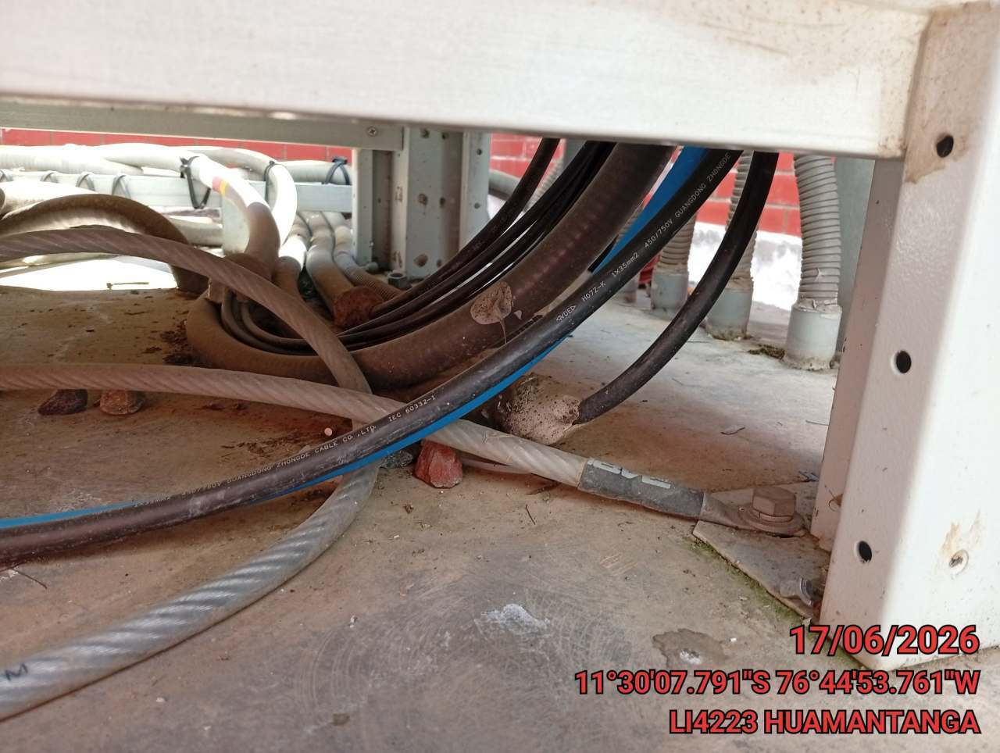 <VDE> H07Z-K 1X35mm2 450/750V GUANGDONG ZHONGDE
GUANGDONG ZHONGDE CABLE CO.,LTD. IEC 60332-1
M
17/06/2026
11°30'07.791"S 76°44'53.761"W
LI4223 HUAMANTANGA